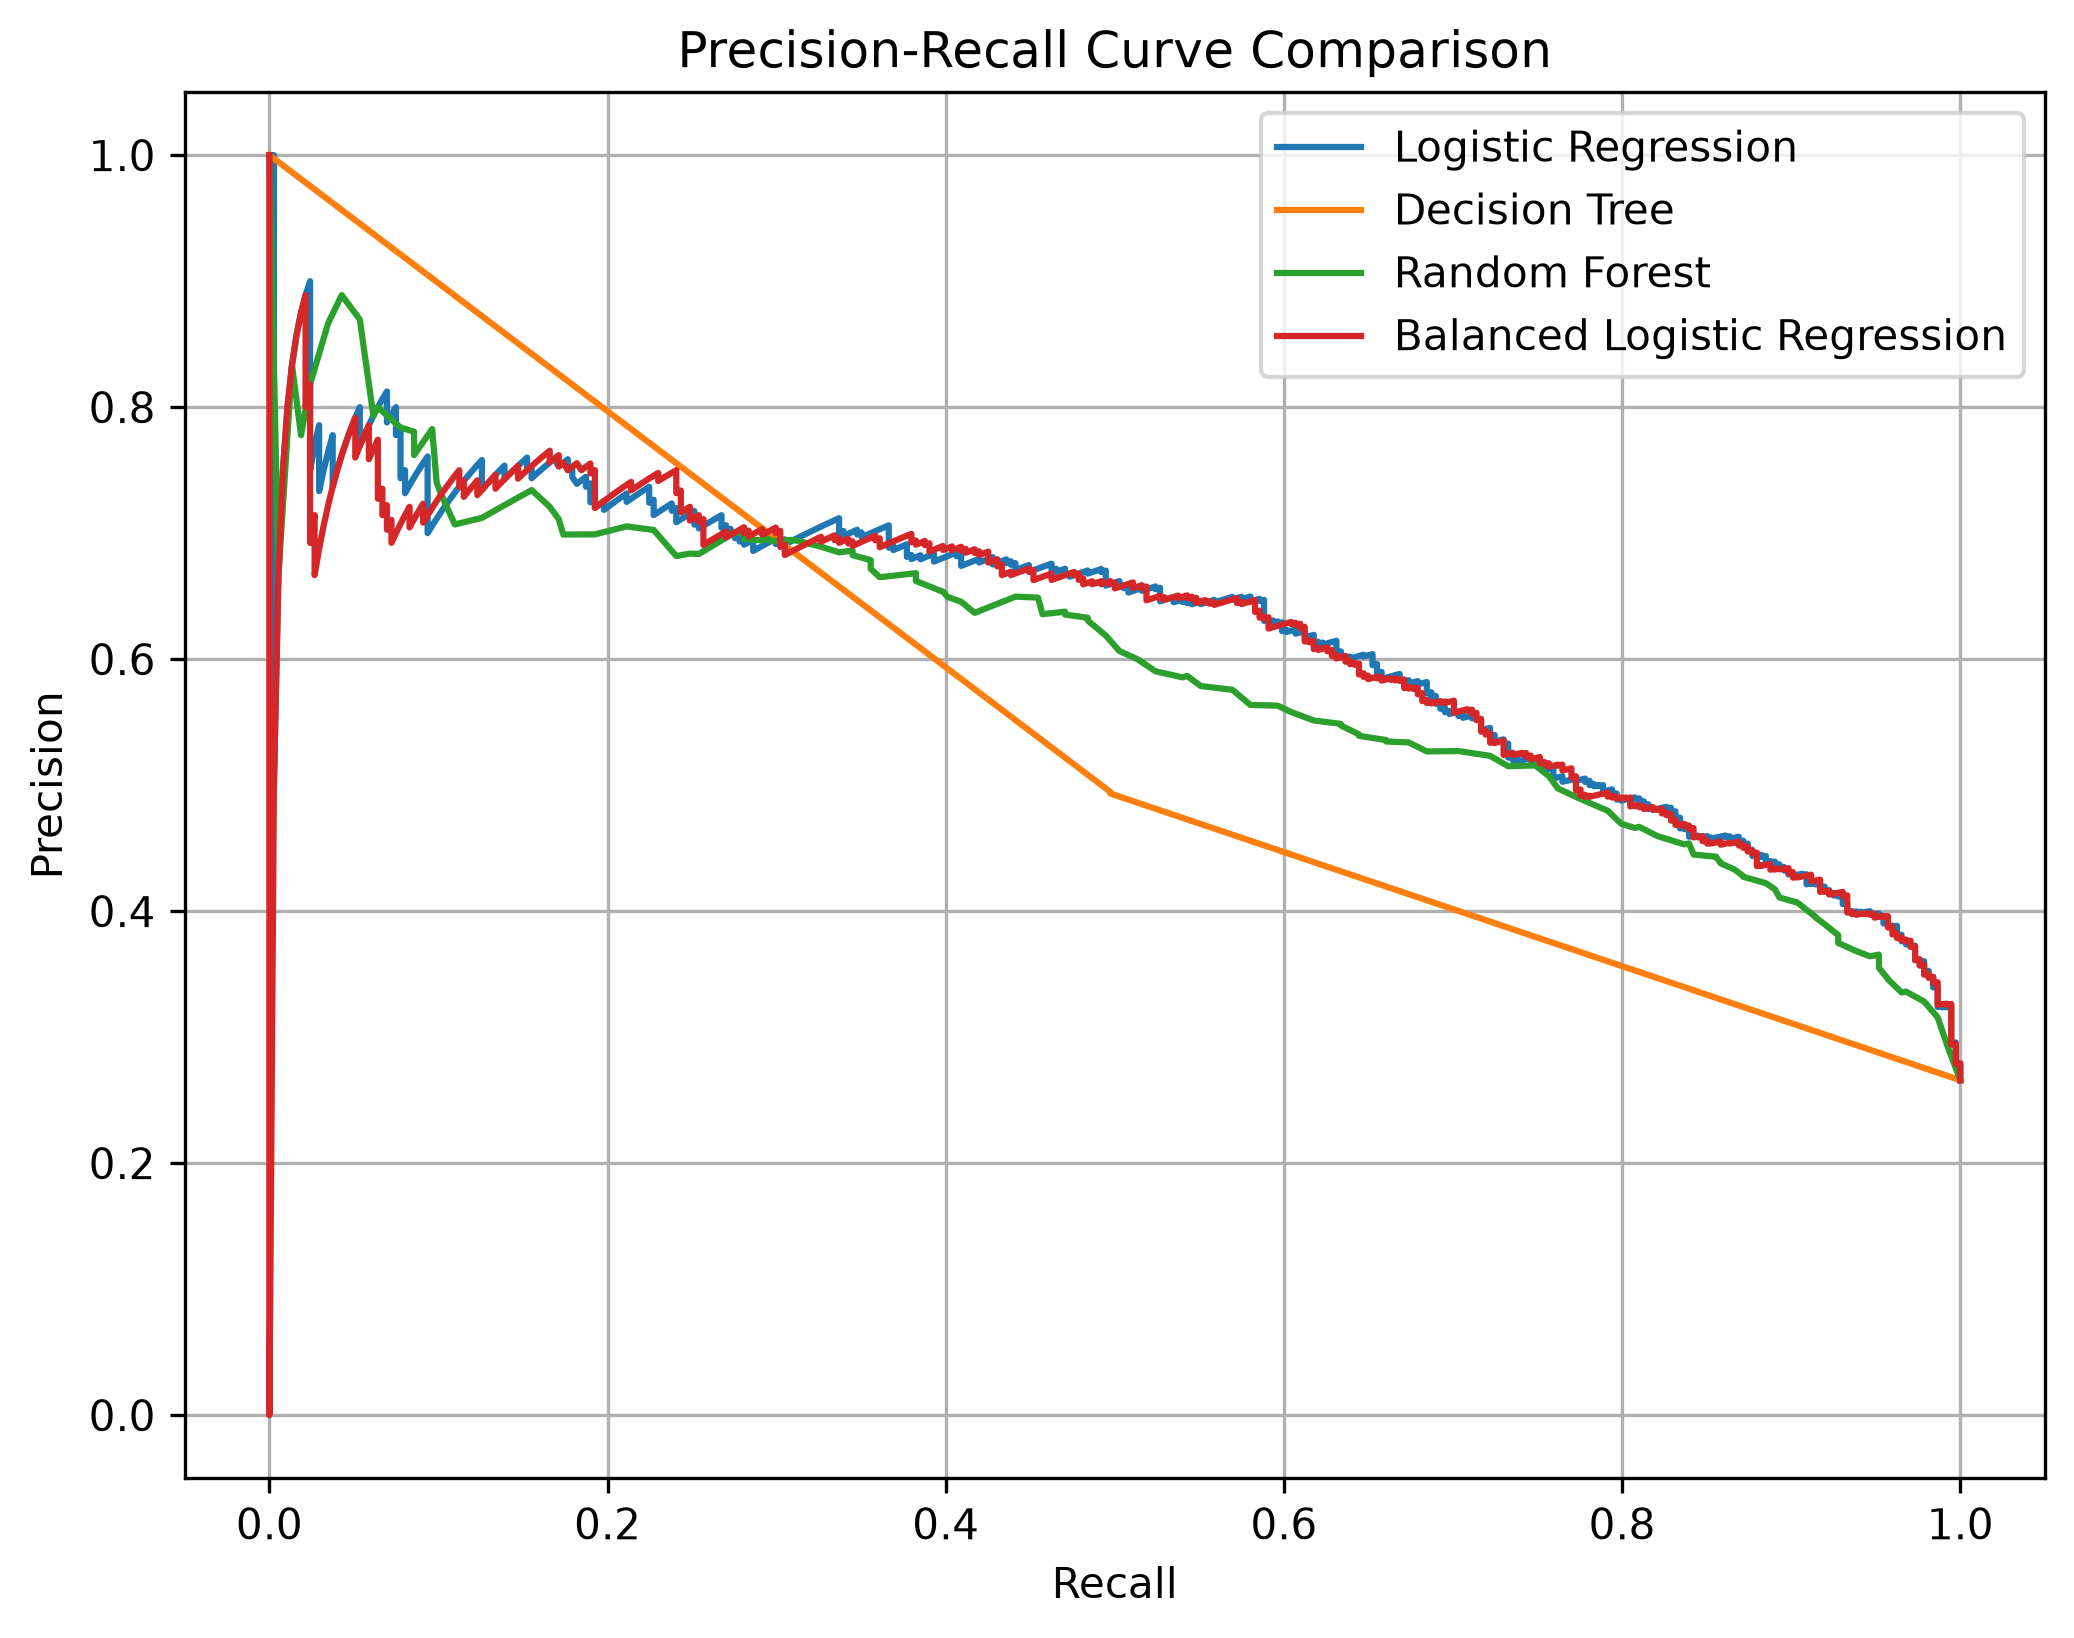 Precision-Recall Curve Comparison
Logistic Regression
Decision Tree
Random Forest
Balanced Logistic Regression
Precision
1.0
0.8
0.6
0.4
0.2
0.0
0.0 0.2 0.4 0.6 0.8 1.0
Recall